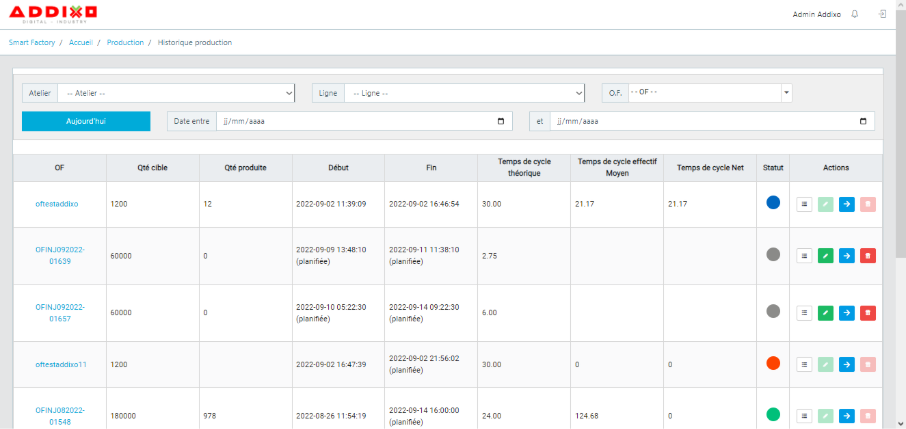 ADDIXO
DIGITAL - INDUSTRY
Admin Addixo
Smart Factory / Accueil / Production / Historique production
Atelier -- Atelier -- Ligne -- Ligne -- O.F. - - OF - -
Aujourd'hui Date entre jj/mm/aaaa et jj/mm/aaaa
OF Qté cible Qté produite Début Fin Temps de cycle théorique Temps de cycle effectif Moyen Temps de cycle Net Statut Actions
oftestaddixo 1200 12 2022-09-02 11:39:09 2022-09-02 16:46:54 30.00 21.17 21.17
OFINJ092022-01639 60000 0 2022-09-09 13:48:10 (planifiée) 2022-09-11 11:38:10 (planifiée) 2.75
OFINJ092022-01657 60000 0 2022-09-10 05:22:30 (planifiée) 2022-09-14 09:22:30 (planifiée) 6.00
oftestaddixo11 1200 2022-09-02 16:47:39 2022-09-02 21:56:02 (planifiée) 30.00 0 0
OFINJ082022-01548 180000 978 2022-08-26 11:54:19 2022-09-14 16:00:00 (planifiée) 24.00 124.68 0